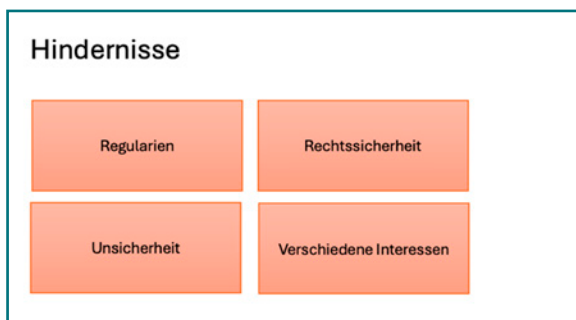 Hindernisse
Regularien
Rechtssicherheit
Unsicherheit
Verschiedene Interessen